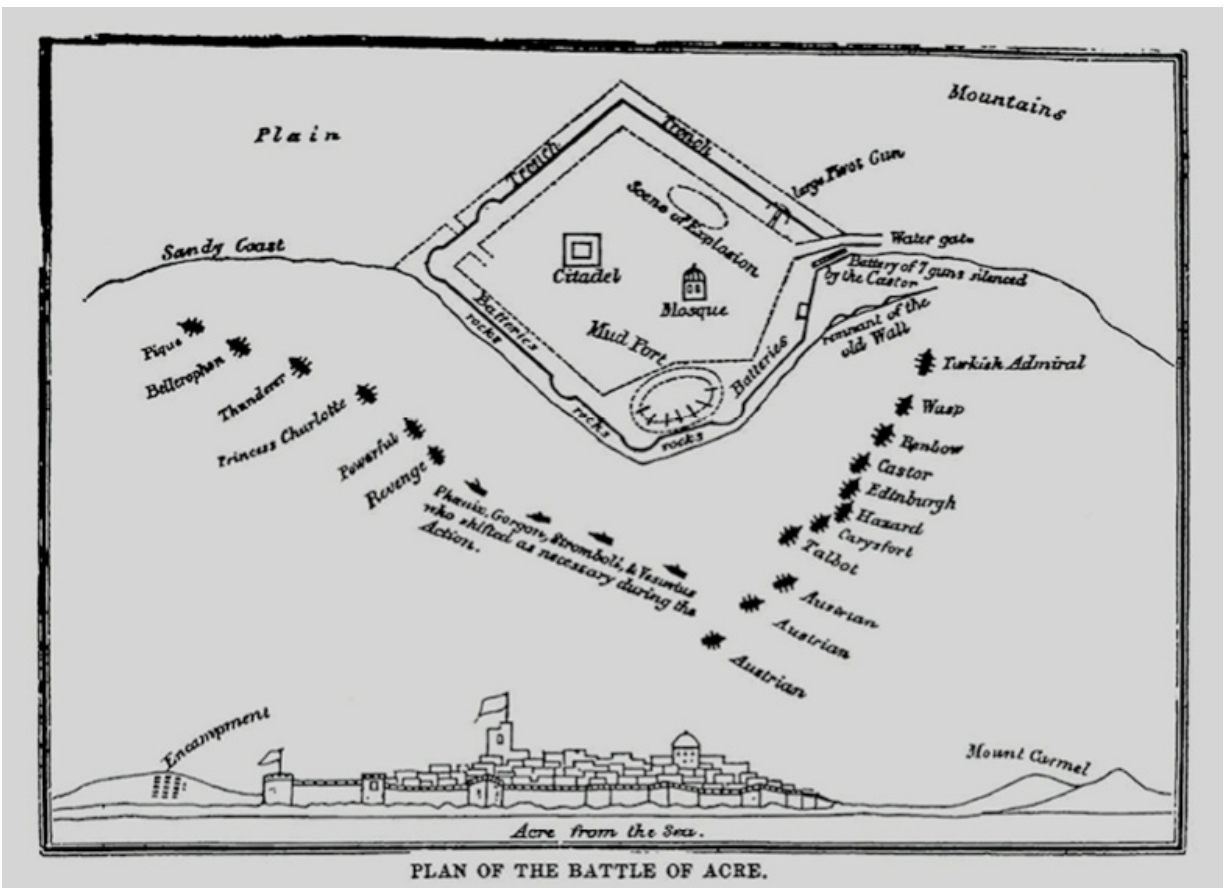 Mountains
Plain
Trench
Trench
large Pivot Gun
Scene of Explosion
Sandy Coast
Water gate
Battery of 7 guns silenced
by the Castor
Citadel
Mosque
remnant of the
old Wall
Batteries
rocks
Mud Fort
Batteries
rocks
rocks
Pique
Bellerophon
Thunderer
Princess Charlotte
Powerful
Revenge
Turkish Admiral
Wasp
Benbow
Castor
Edinburgh
Hazard
Carysfort
Talbot
Phœnix, Gorgon, Stromboli, & Vesuvius
who shifted as necessary during the
Action.
Austrian
Austrian
Austrian
Encampment
Mount Carmel
Acre from the Sea.
PLAN OF THE BATTLE OF ACRE.